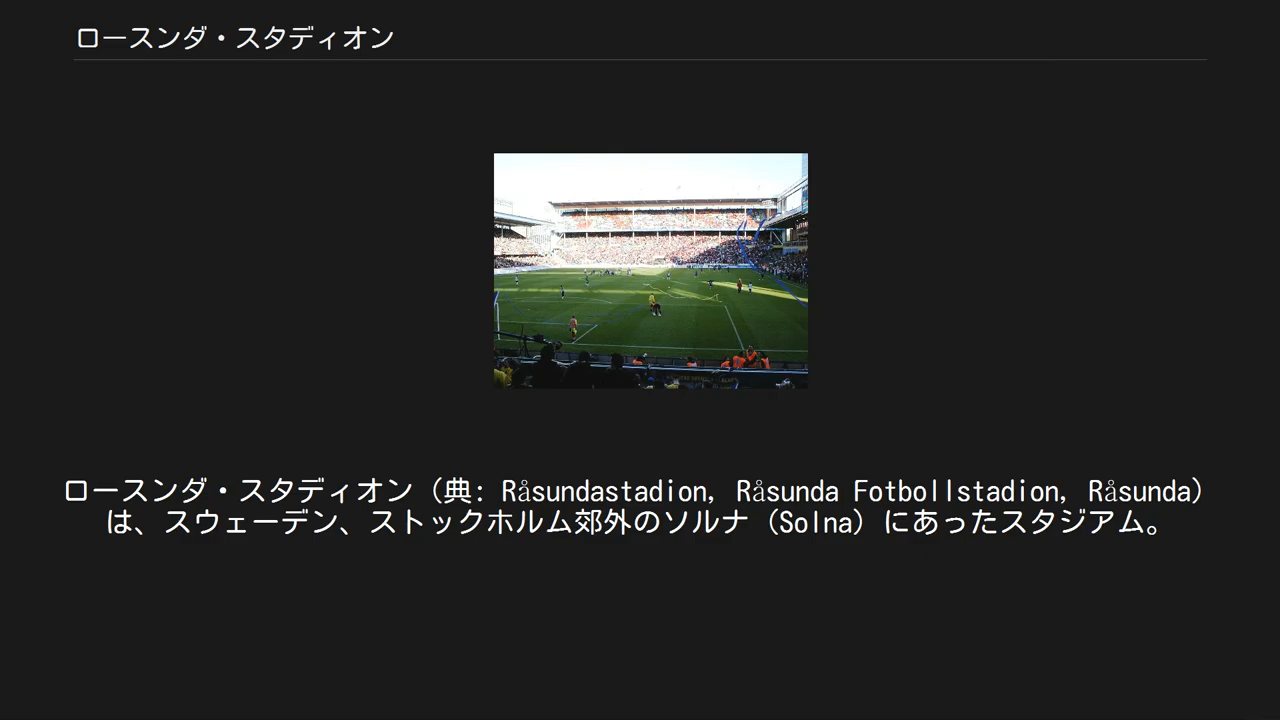 ロースンダ・スタディオン
ロースンダ・スタディオン（典: Råsundastadion, Råsunda Fotbollstadion, Råsunda）
は、スウェーデン、ストックホルム郊外のソルナ（Solna）にあったスタジアム。